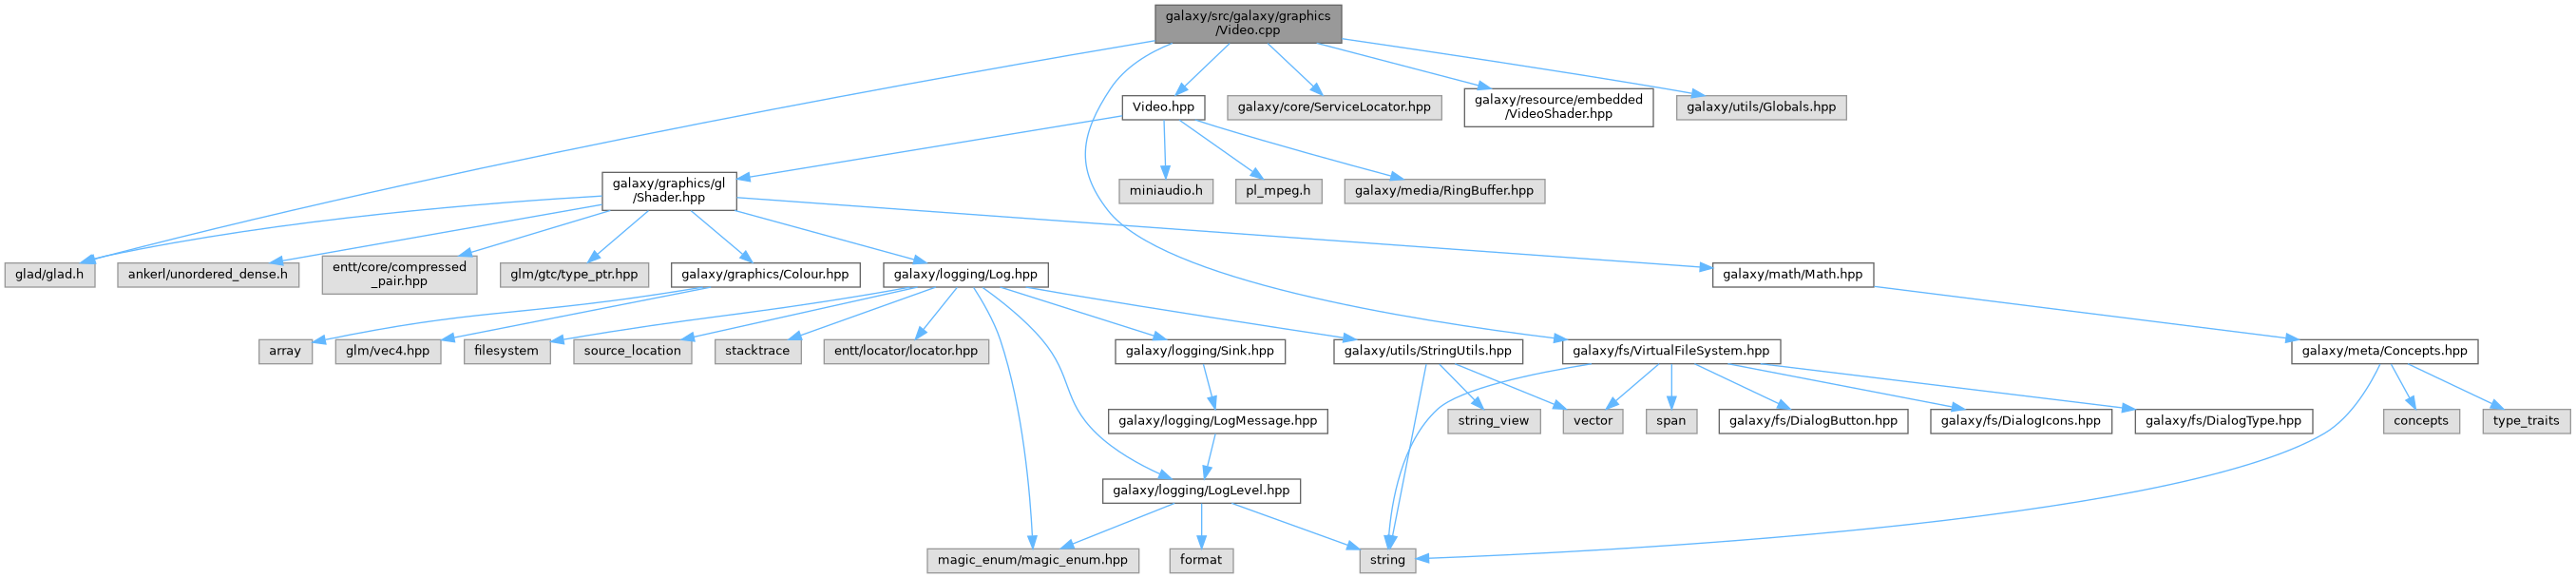 galaxy/src/galaxy/graphics
/Video.cpp
Video.hpp
galaxy/core/ServiceLocator.hpp
galaxy/resource/embedded
/VideoShader.hpp
galaxy/utils/Globals.hpp
galaxy/graphics/gl
/Shader.hpp
miniaudio.h
pl_mpeg.h
galaxy/media/RingBuffer.hpp
glad/glad.h
ankerl/unordered_dense.h
entt/core/compressed
_pair.hpp
glm/gtc/type_ptr.hpp
galaxy/graphics/Colour.hpp
galaxy/logging/Log.hpp
galaxy/math/Math.hpp
array
glm/vec4.hpp
filesystem
source_location
stacktrace
entt/locator/locator.hpp
galaxy/logging/Sink.hpp
galaxy/utils/StringUtils.hpp
galaxy/fs/VirtualFileSystem.hpp
galaxy/meta/Concepts.hpp
galaxy/logging/LogMessage.hpp
string_view
vector
span
galaxy/fs/DialogButton.hpp
galaxy/fs/DialogIcons.hpp
galaxy/fs/DialogType.hpp
concepts
type_traits
galaxy/logging/LogLevel.hpp
magic_enum/magic_enum.hpp
format
string